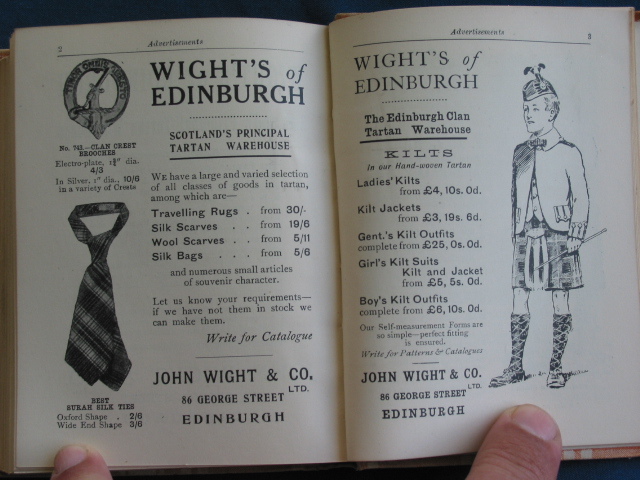 2
Advertisements
WIGHT'S of
EDINBURGH
SCOTLAND'S PRINCIPAL
TARTAN WAREHOUSE
No. 743.—CLAN CREST
BROOCHES
Electro-plate, 1¾" dia.
4/3
In Silver, 1" dia., 10/6
in a variety of Crests
WE have a large and varied selection
of all classes of goods in tartan,
among which are—
Travelling Rugs . from 30/-
Silk Scarves . . from 19/6
Wool Scarves . . from 5/11
Silk Bags . . from 5/6
and numerous small articles
of souvenir character.
Let us know your requirements—
if we have not them in stock we
can make them.
Write for Catalogue
JOHN WIGHT & CO.
LTD.
86 GEORGE STREET
EDINBURGH
BEST
SURAH SILK TIES
Oxford Shape . 2/6
Wide End Shape 3/6
Advertisements
3
WIGHT'S of
EDINBURGH
The Edinburgh Clan
Tartan Warehouse
KILTS
In our Hand-woven Tartan
Ladies' Kilts
from £4, 10s. 0d.
Kilt Jackets
from £3, 19s. 6d.
Gent.'s Kilt Outfits
complete from £25, 0s. 0d.
Girl's Kilt Suits
Kilt and Jacket
from £5, 5s. 0d.
Boy's Kilt Outfits
complete from £6, 10s. 0d.
Our Self-measurement Forms are
so simple—perfect fitting
is ensured.
Write for Patterns & Catalogues
JOHN WIGHT & CO.
LTD.
86 GEORGE STREET
EDINBURGH